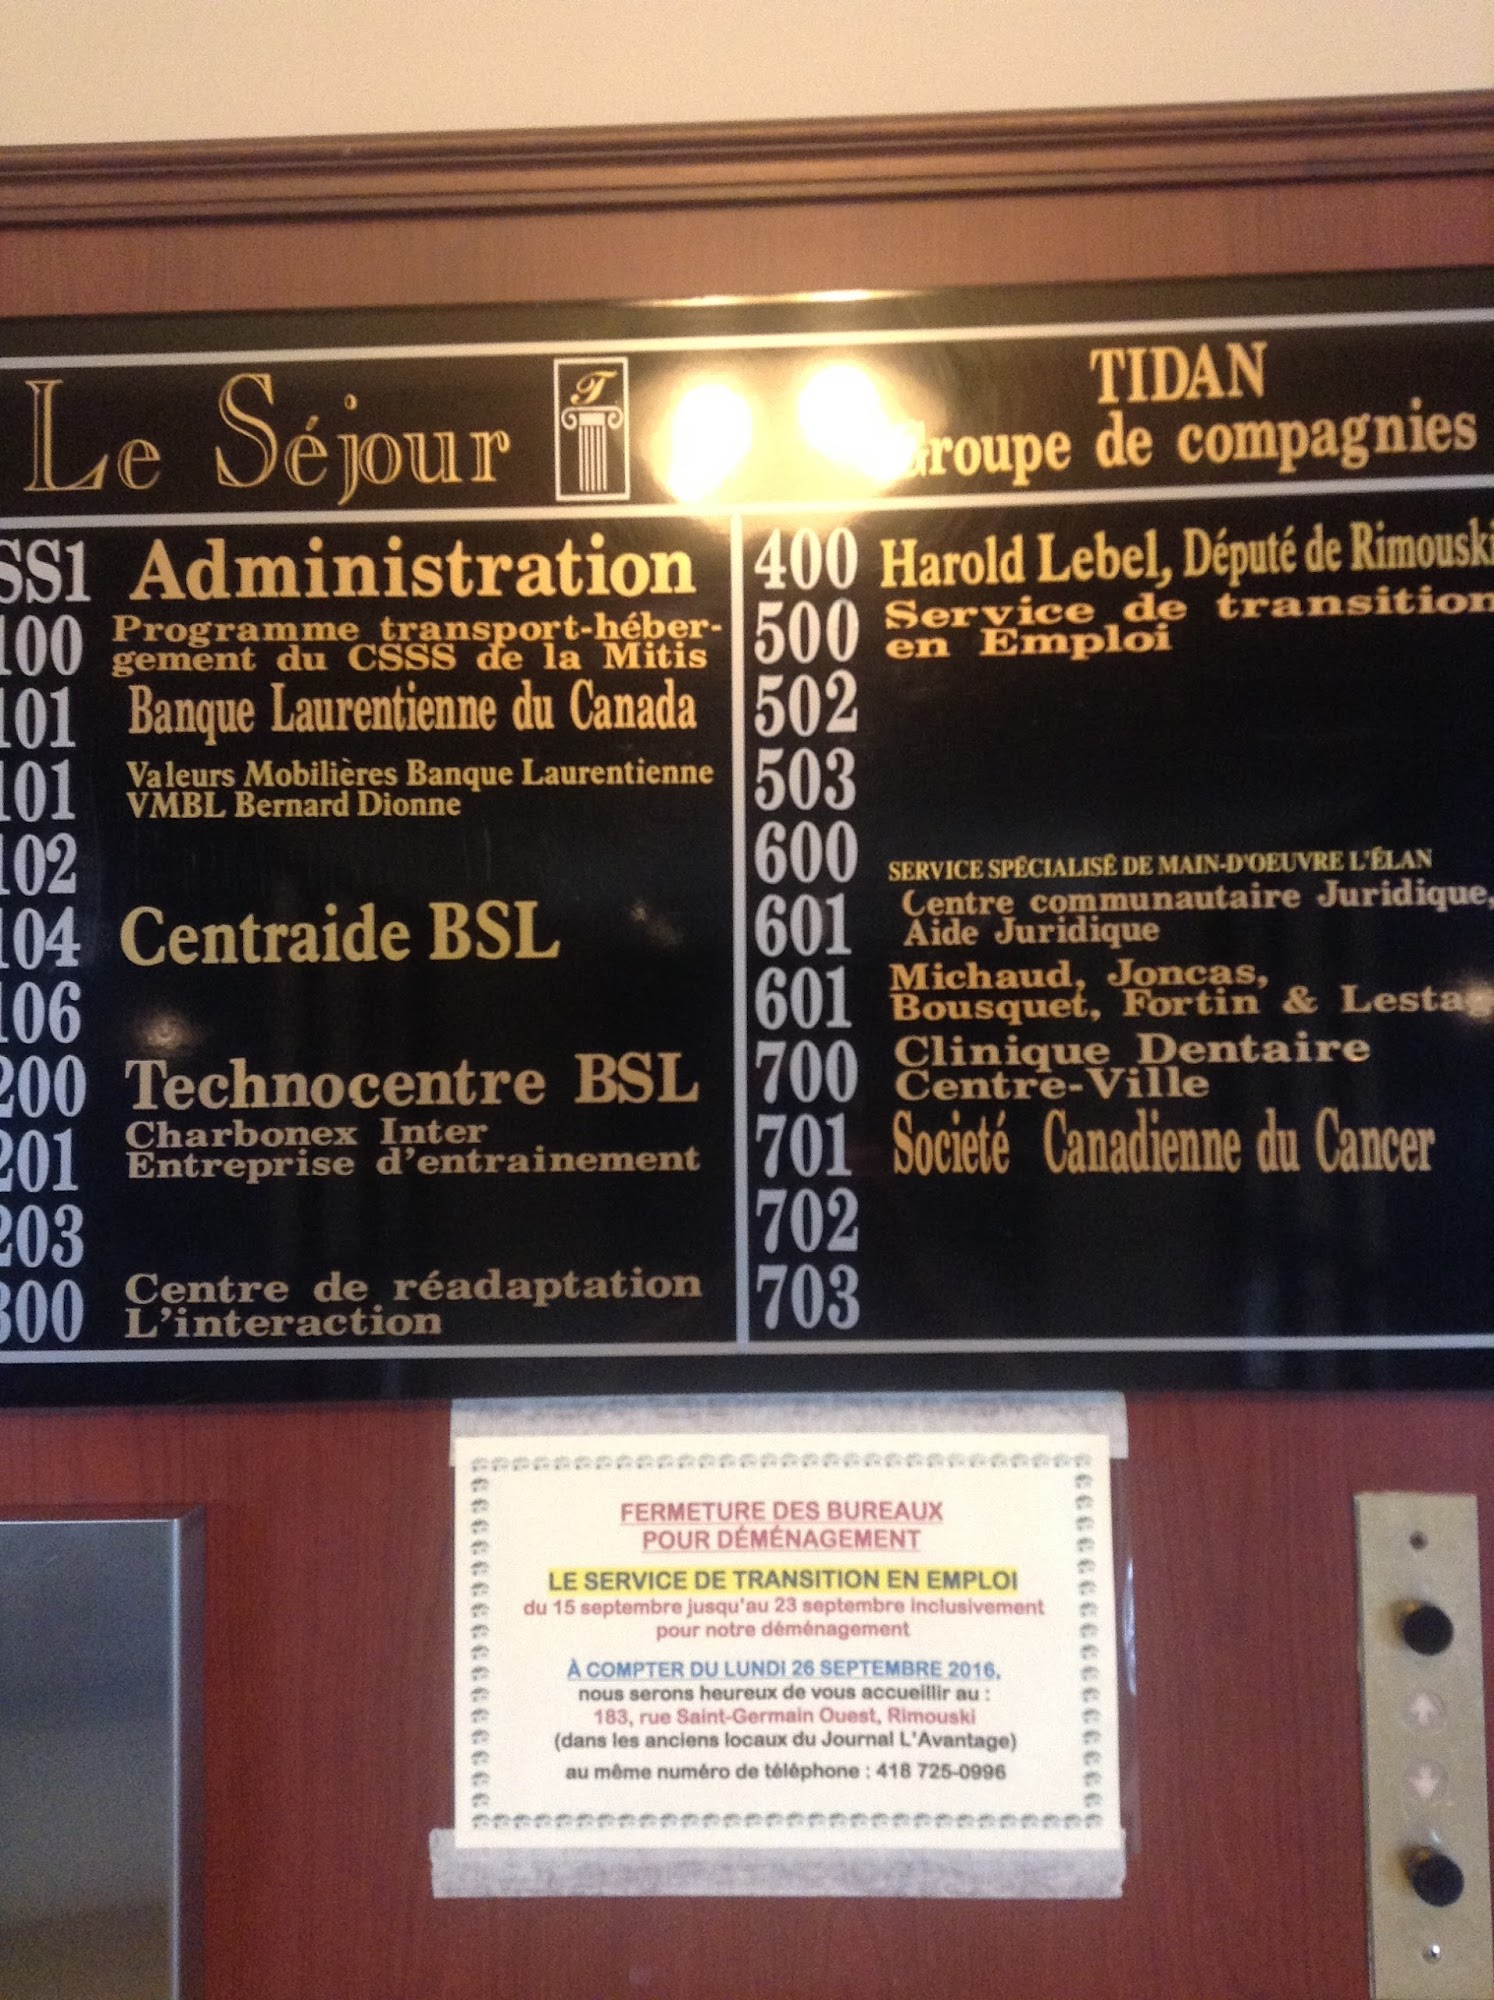 Le Séjour
T
TIDAN
Groupe de compagnies
SS1 Administration
100 Programme transport-héber-
gement du CSSS de la Mitis
101 Banque Laurentienne du Canada
101 Valeurs Mobilières Banque Laurentienne
VMBL Bernard Dionne
102
104 Centraide BSL
106
200 Technocentre BSL
201 Charbonex Inter
Entreprise d'entrainement
203
300 Centre de réadaptation
L'interaction
400 Harold Lebel, Député de Rimouski
500 Service de transition
en Emploi
502
503
600 SERVICE SPÉCIALISÉ DE MAIN-D'OEUVRE L'ÉLAN
601 Centre communautaire Juridique,
Aide Juridique
601 Michaud, Joncas,
Bousquet, Fortin & Lestag
700 Clinique Dentaire
Centre-Ville
701 Societé Canadienne du Cancer
702
703
FERMETURE DES BUREAUX
POUR DÉMÉNAGEMENT
LE SERVICE DE TRANSITION EN EMPLOI
du 15 septembre jusqu'au 23 septembre inclusivement
pour notre déménagement
À COMPTER DU LUNDI 26 SEPTEMBRE 2016,
nous serons heureux de vous accueillir au :
183, rue Saint-Germain Ouest, Rimouski
(dans les anciens locaux du Journal L'Avantage)
au même numéro de téléphone : 418 725-0996